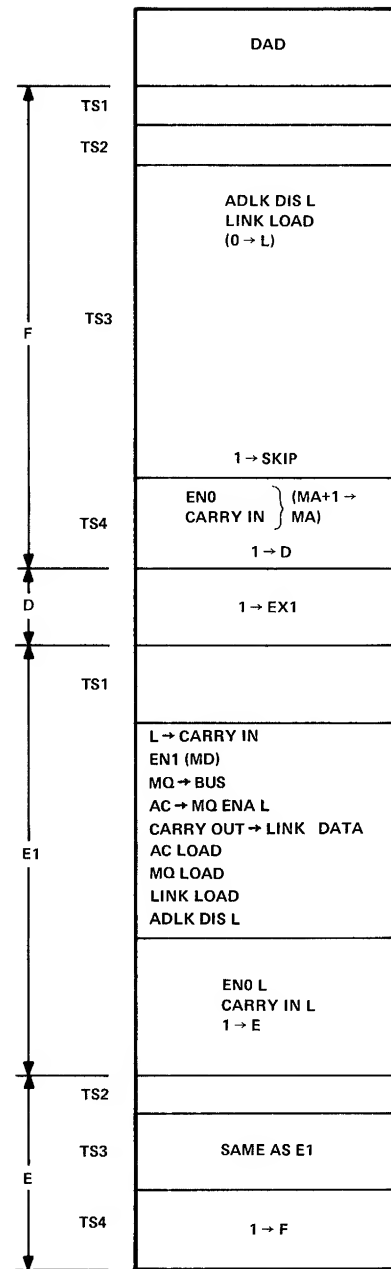 DAD
TS1
TS2
ADLK DIS L
LINK LOAD
(0 → L)
F
TS3
1 → SKIP
EN0 } (MA+1 →
CARRY IN } MA)
TS4
1 → D
D
1 → EX1
TS1
L → CARRY IN
EN1 (MD)
MQ → BUS
AC → MQ ENA L
CARRY OUT → LINK DATA
E1
AC LOAD
MQ LOAD
LINK LOAD
ADLK DIS L
EN0 L
CARRY IN L
1 → E
TS2
TS3
SAME AS E1
E
TS4
1 → F